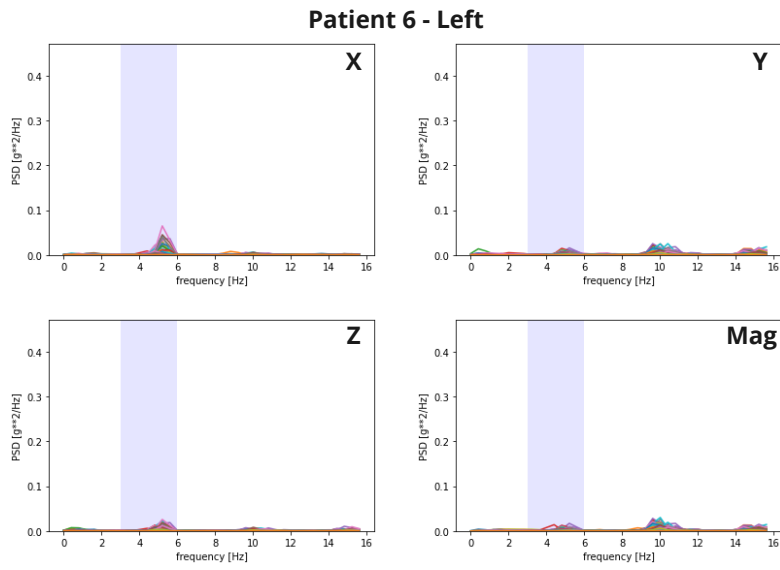 Patient 6 - Left
X
PSD [g**2/Hz]
0.4
0.3
0.2
0.1
0.0
0 2 4 6 8 10 12 14 16
frequency [Hz]
Y
PSD [g**2/Hz]
0.4
0.3
0.2
0.1
0.0
0 2 4 6 8 10 12 14 16
frequency [Hz]
Z
PSD [g**2/Hz]
0.4
0.3
0.2
0.1
0.0
0 2 4 6 8 10 12 14 16
frequency [Hz]
Mag
PSD [g**2/Hz]
0.4
0.3
0.2
0.1
0.0
0 2 4 6 8 10 12 14 16
frequency [Hz]